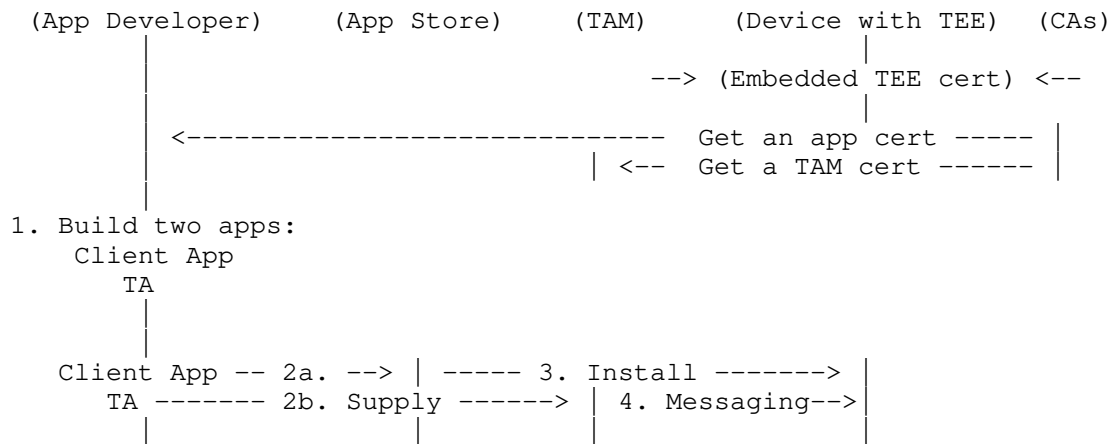 (App Developer) (App Store) (TAM) (Device with TEE) (CAs)
--> (Embedded TEE cert) <--
<------------------------------ Get an app cert -----
<-- Get a TAM cert ------
1. Build two apps:
Client App
TA
Client App -- 2a. --> | ----- 3. Install -------> |
TA ------- 2b. Supply ------> | 4. Messaging-->|